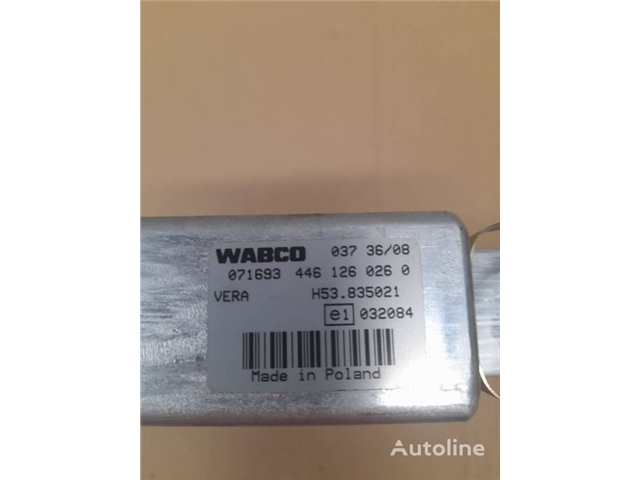 WABCO 037 36/08
071693 446 126 026 0
VERA H53.835021
e1 032084
Made in Poland
Autoline